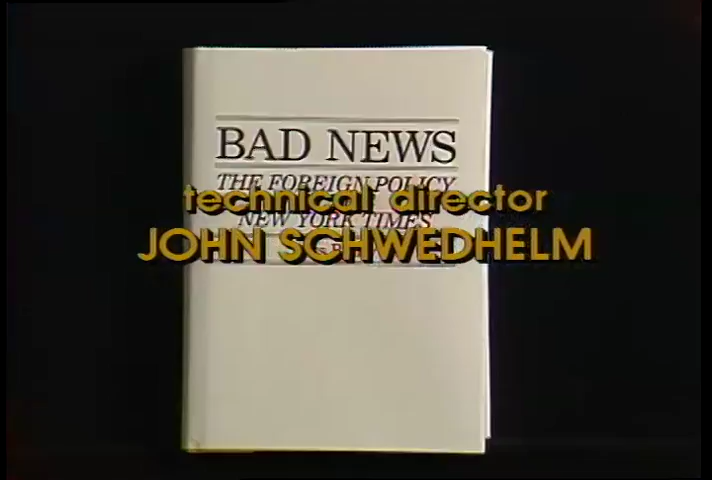 BAD NEWS
THE FOREIGN POLICY
technical director
NEW YORK TIMES
JOHN SCHWEDHELM